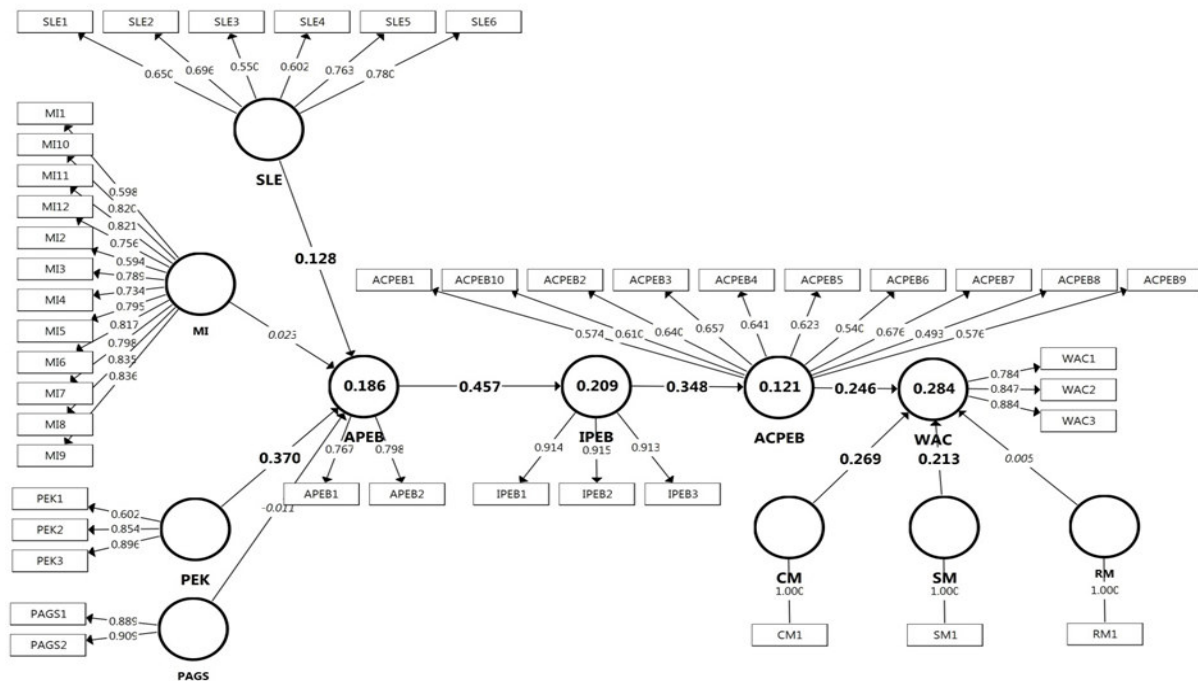 SLE1 SLE2 SLE3 SLE4 SLE5 SLE6
0.650 0.696 0.550 0.602 0.763 0.780
SLE
MI1
MI10
MI11
MI12
MI2
MI3
MI4
MI5
MI6
MI7
MI8
MI9
0.598
0.820
0.821
0.756
0.594
0.789
0.734
0.795
0.817
0.798
0.835
0.836
MI
0.128
0.025
ACPEB1 ACPEB10 ACPEB2 ACPEB3 ACPEB4 ACPEB5 ACPEB6 ACPEB7 ACPEB8 ACPEB9
0.574 0.610 0.640 0.657 0.641 0.623 0.540 0.676 0.493 0.576
0.186 0.457 0.209 0.348 0.121 0.246 0.284
APEB IPEB ACPEB WAC
0.784
0.847
0.884
WAC1
WAC2
WAC3
0.767 0.798
APEB1 APEB2
0.914 0.915 0.913
IPEB1 IPEB2 IPEB3
0.370
-0.011
0.269 0.213 0.005
PEK1
PEK2
PEK3
0.602
0.854
0.896
PEK
PAGS1
PAGS2
0.889
0.909
PAGS
CM SM RM
1.000 1.000 1.000
CM1 SM1 RM1